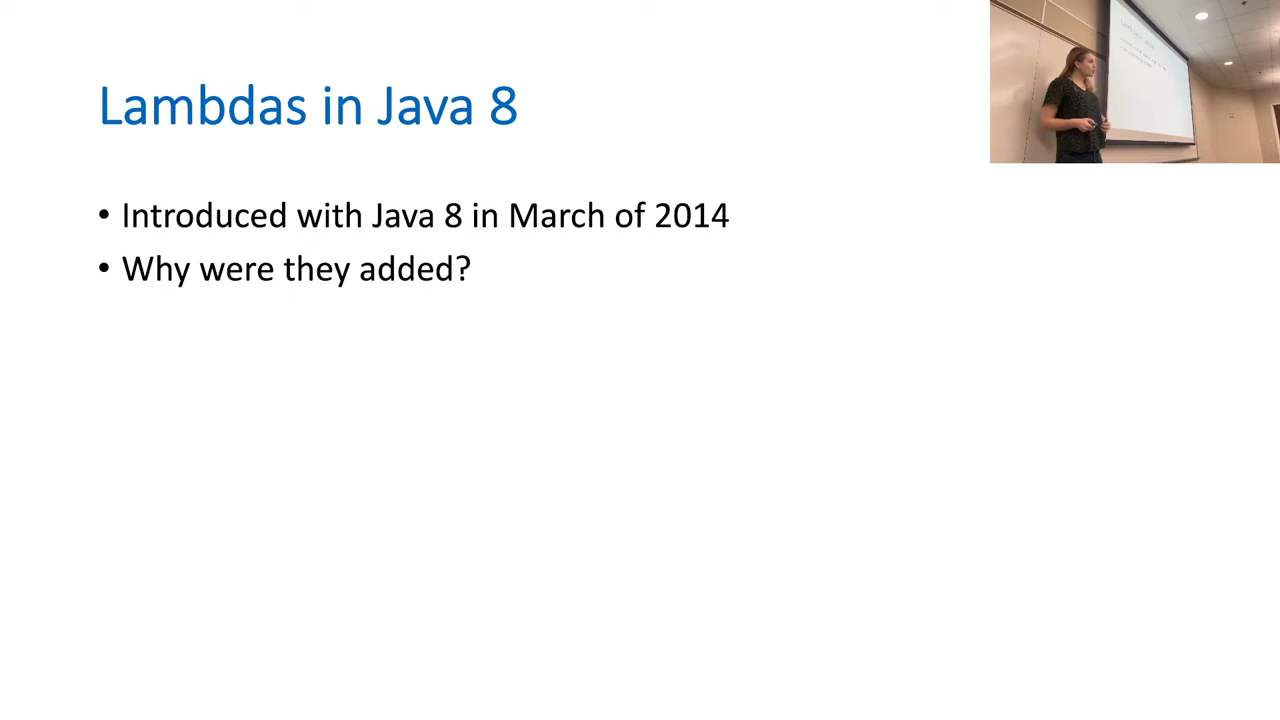 Lambdas in Java 8
• Introduced with Java 8 in March of 2014
• Why were they added?